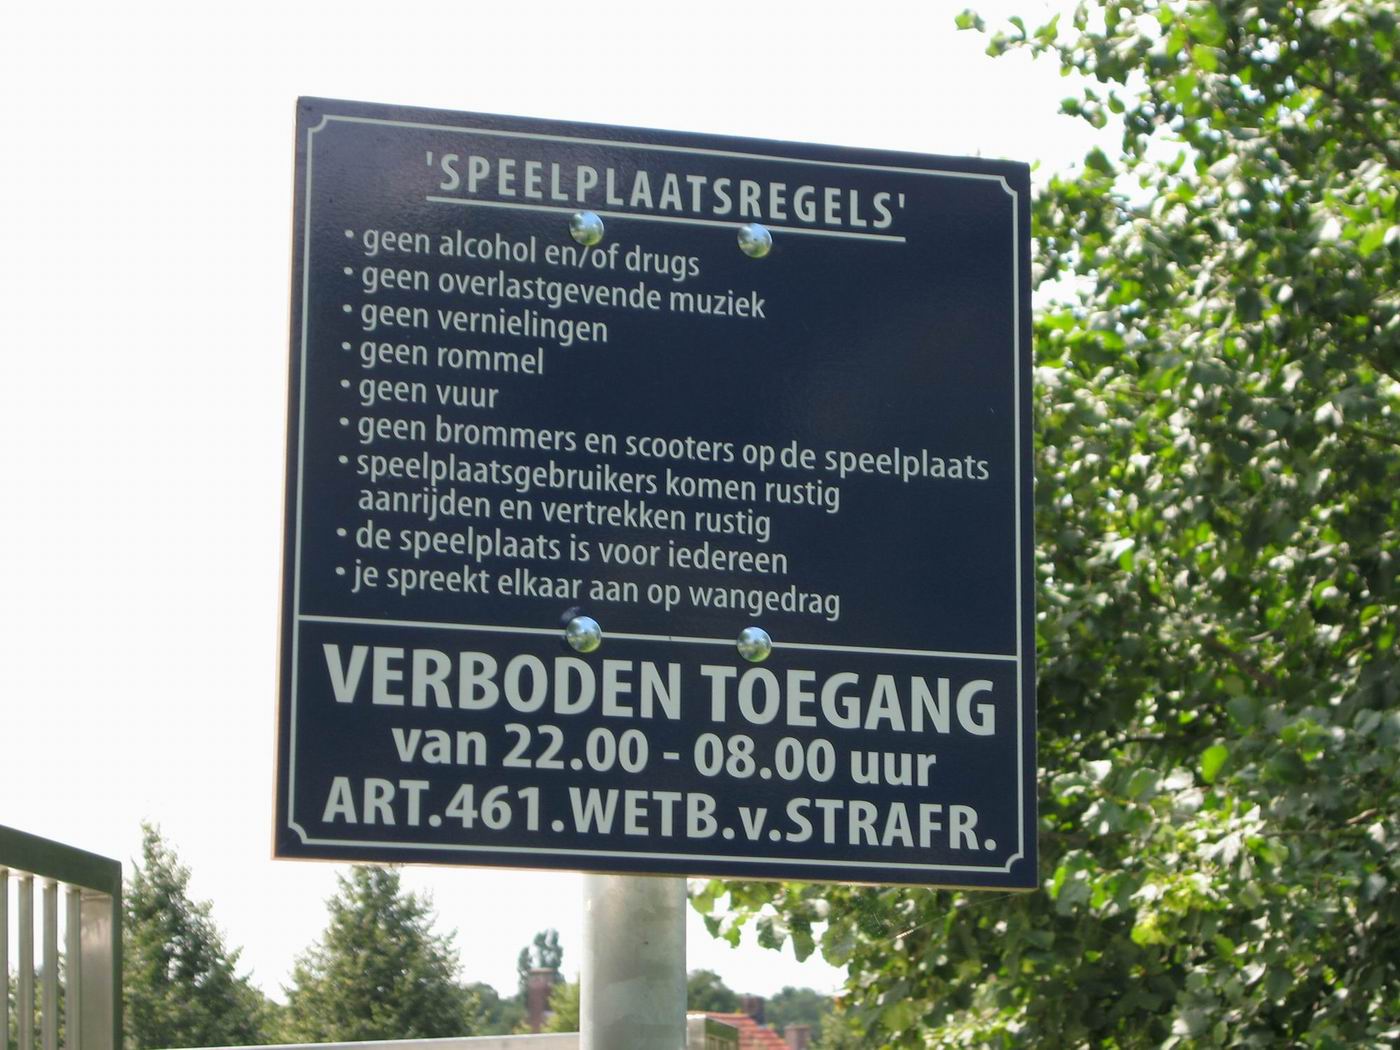 'SPEELPLAATSREGELS'
• geen alcohol en/of drugs
• geen overlastgevende muziek
• geen vernielingen
• geen rommel
• geen vuur
• geen brommers en scooters op de speelplaats
• speelplaatsgebruikers komen rustig
aanrijden en vertrekken rustig
• de speelplaats is voor iedereen
• je spreekt elkaar aan op wangedrag
VERBODEN TOEGANG
van 22.00 - 08.00 uur
ART.461.WETB.v.STRAFR.